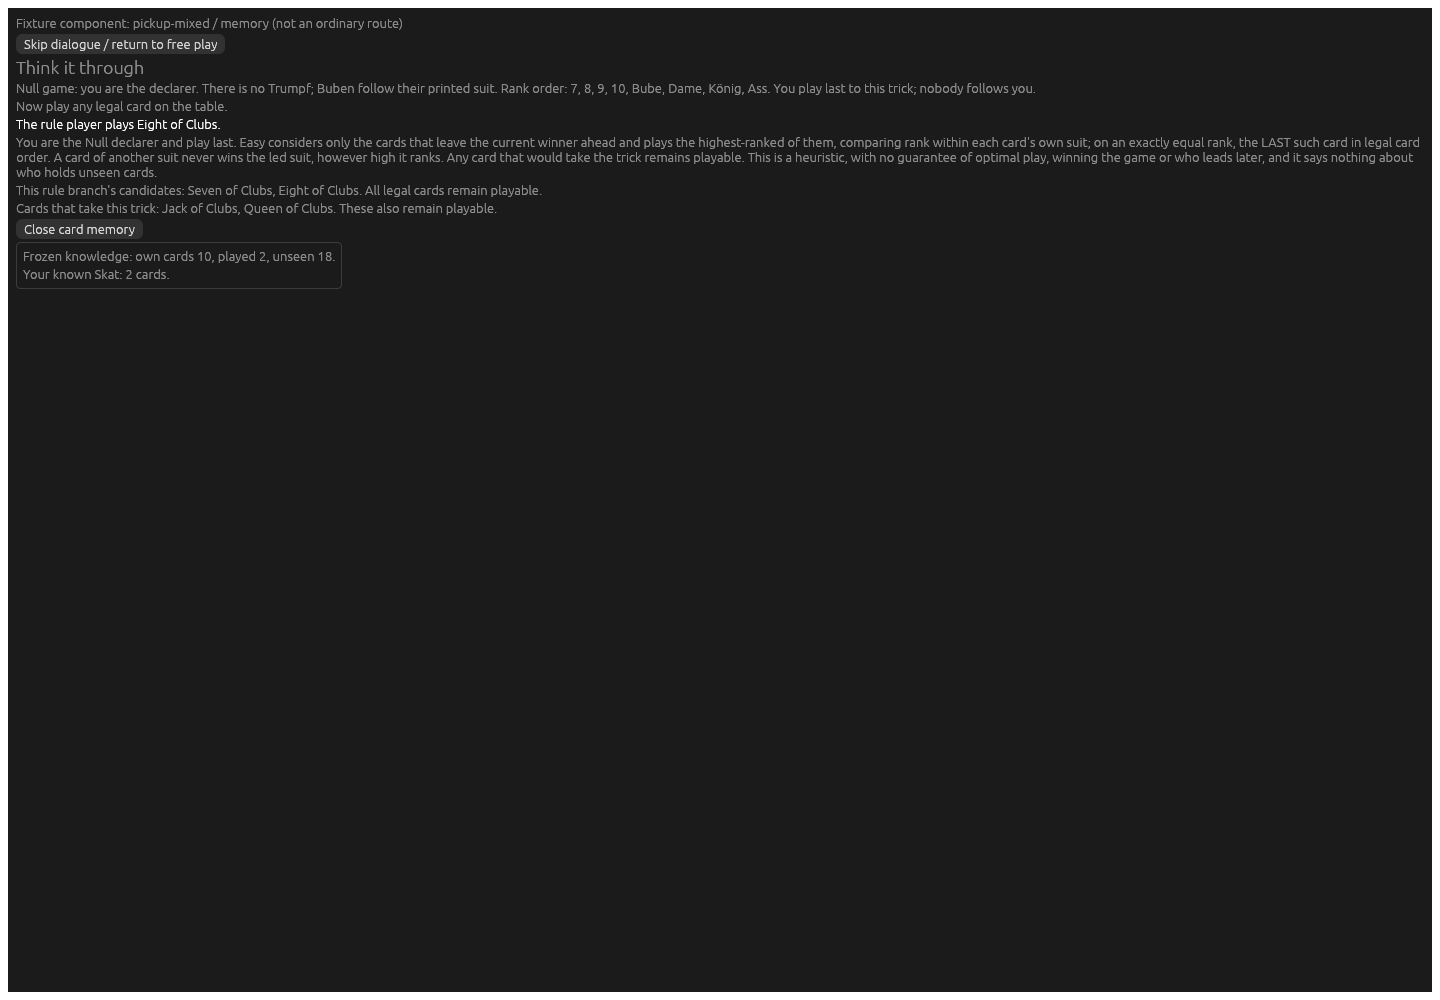 Fixture component: pickup-mixed / memory (not an ordinary route)
Skip dialogue / return to free play
Think it through
Null game: you are the declarer. There is no Trumpf; Buben follow their printed suit. Rank order: 7, 8, 9, 10, Bube, Dame, König, Ass. You play last to this trick; nobody follows you.
Now play any legal card on the table.
The rule player plays Eight of Clubs.
You are the Null declarer and play last. Easy considers only the cards that leave the current winner ahead and plays the highest-ranked of them, comparing rank within each card's own suit; on an exactly equal rank, the LAST such card in legal card
order. A card of another suit never wins the led suit, however high it ranks. Any card that would take the trick remains playable. This is a heuristic, with no guarantee of optimal play, winning the game or who leads later, and it says nothing about
who holds unseen cards.
This rule branch's candidates: Seven of Clubs, Eight of Clubs. All legal cards remain playable.
Cards that take this trick: Jack of Clubs, Queen of Clubs. These also remain playable.
Close card memory
Frozen knowledge: own cards 10, played 2, unseen 18.
Your known Skat: 2 cards.